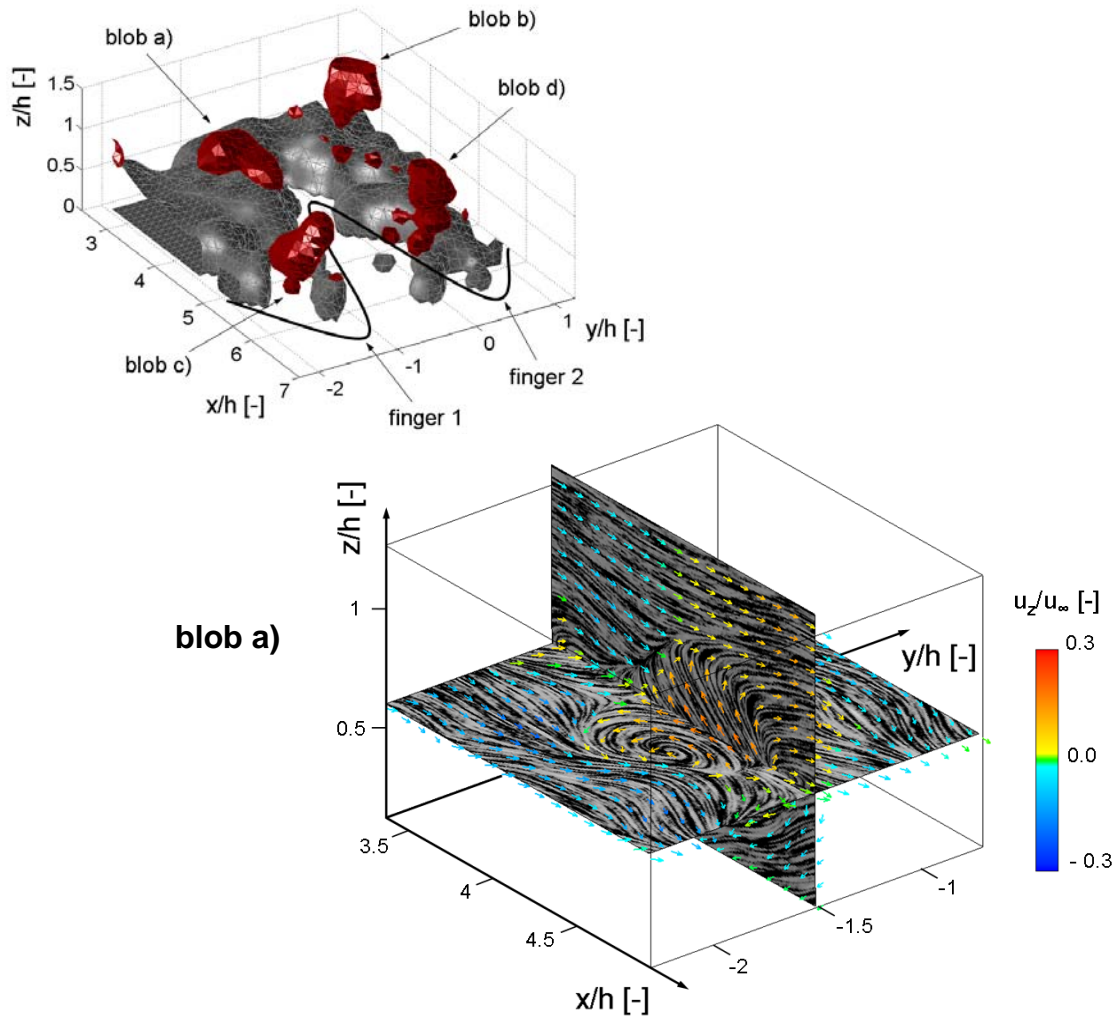 blob a)
blob b)
blob d)
z/h [-]
1.5
1
0.5
0
3
4
5
6
7
-2
-1
0
1
y/h [-]
x/h [-]
blob c)
finger 1
finger 2
blob a)
z/h [-]
1
0.5
3.5
4
4.5
x/h [-]
-2
-1.5
-1
y/h [-]
u_z/u_∞ [-]
0.3
0.0
- 0.3